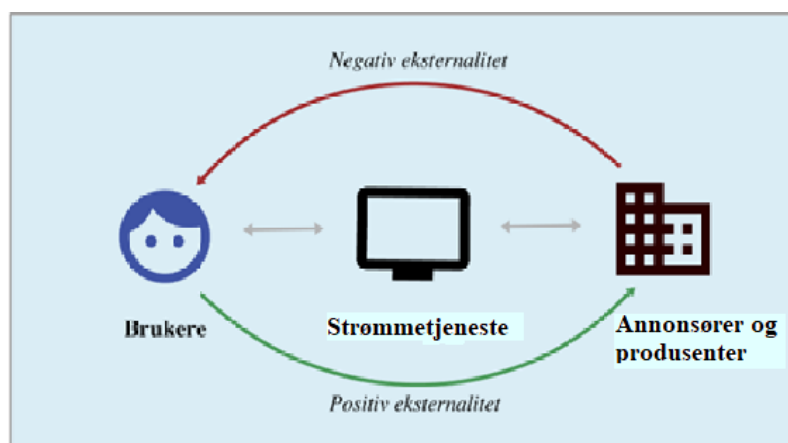 Negativ eksternalitet
Brukere
Strømmetjeneste
Annonsører og
produsenter
Positiv eksternalitet